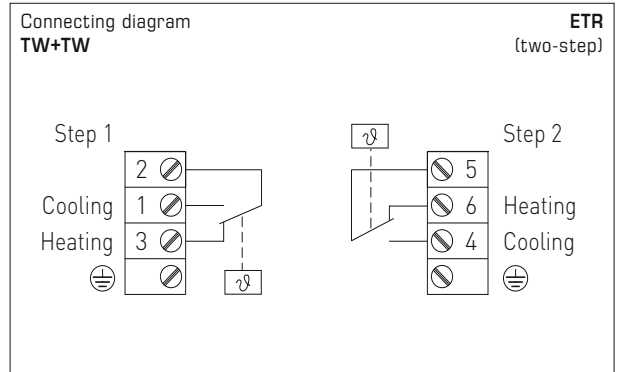 Connecting diagram
TW+TW
ETR
(two-step)
Step 1
2
Cooling 1
Heating 3
ϑ
ϑ
Step 2
5
6 Heating
4 Cooling